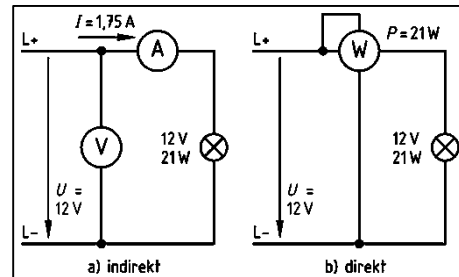 I = 1,75 A
L+
A
V
12 V
21 W
U =
12 V
L–
a) indirekt
L+
W
P = 21 W
12 V
21 W
U =
12 V
L–
b) direkt